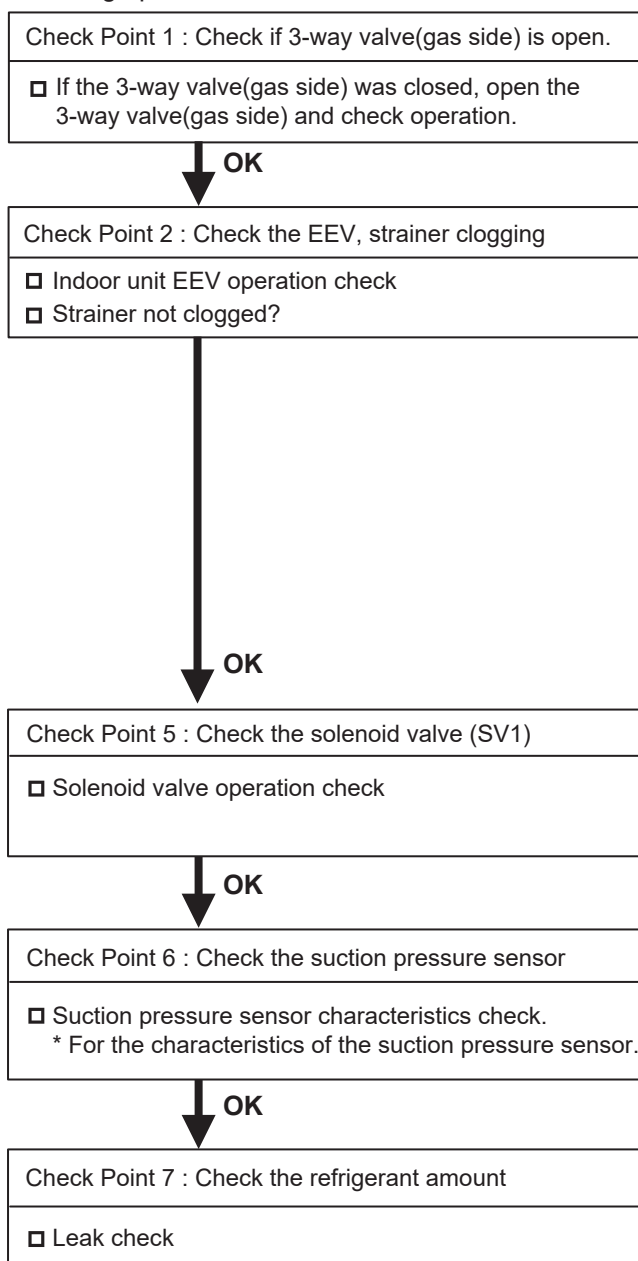 Check Point 1 : Check if 3-way valve(gas side) is open.
If the 3-way valve(gas side) was closed, open the
3-way valve(gas side) and check operation.
OK
Check Point 2 : Check the EEV, strainer clogging
Indoor unit EEV operation check
Strainer not clogged?
OK
Check Point 5 : Check the solenoid valve (SV1)
Solenoid valve operation check
OK
Check Point 6 : Check the suction pressure sensor
Suction pressure sensor characteristics check.
* For the characteristics of the suction pressure sensor.
OK
Check Point 7 : Check the refrigerant amount
Leak check